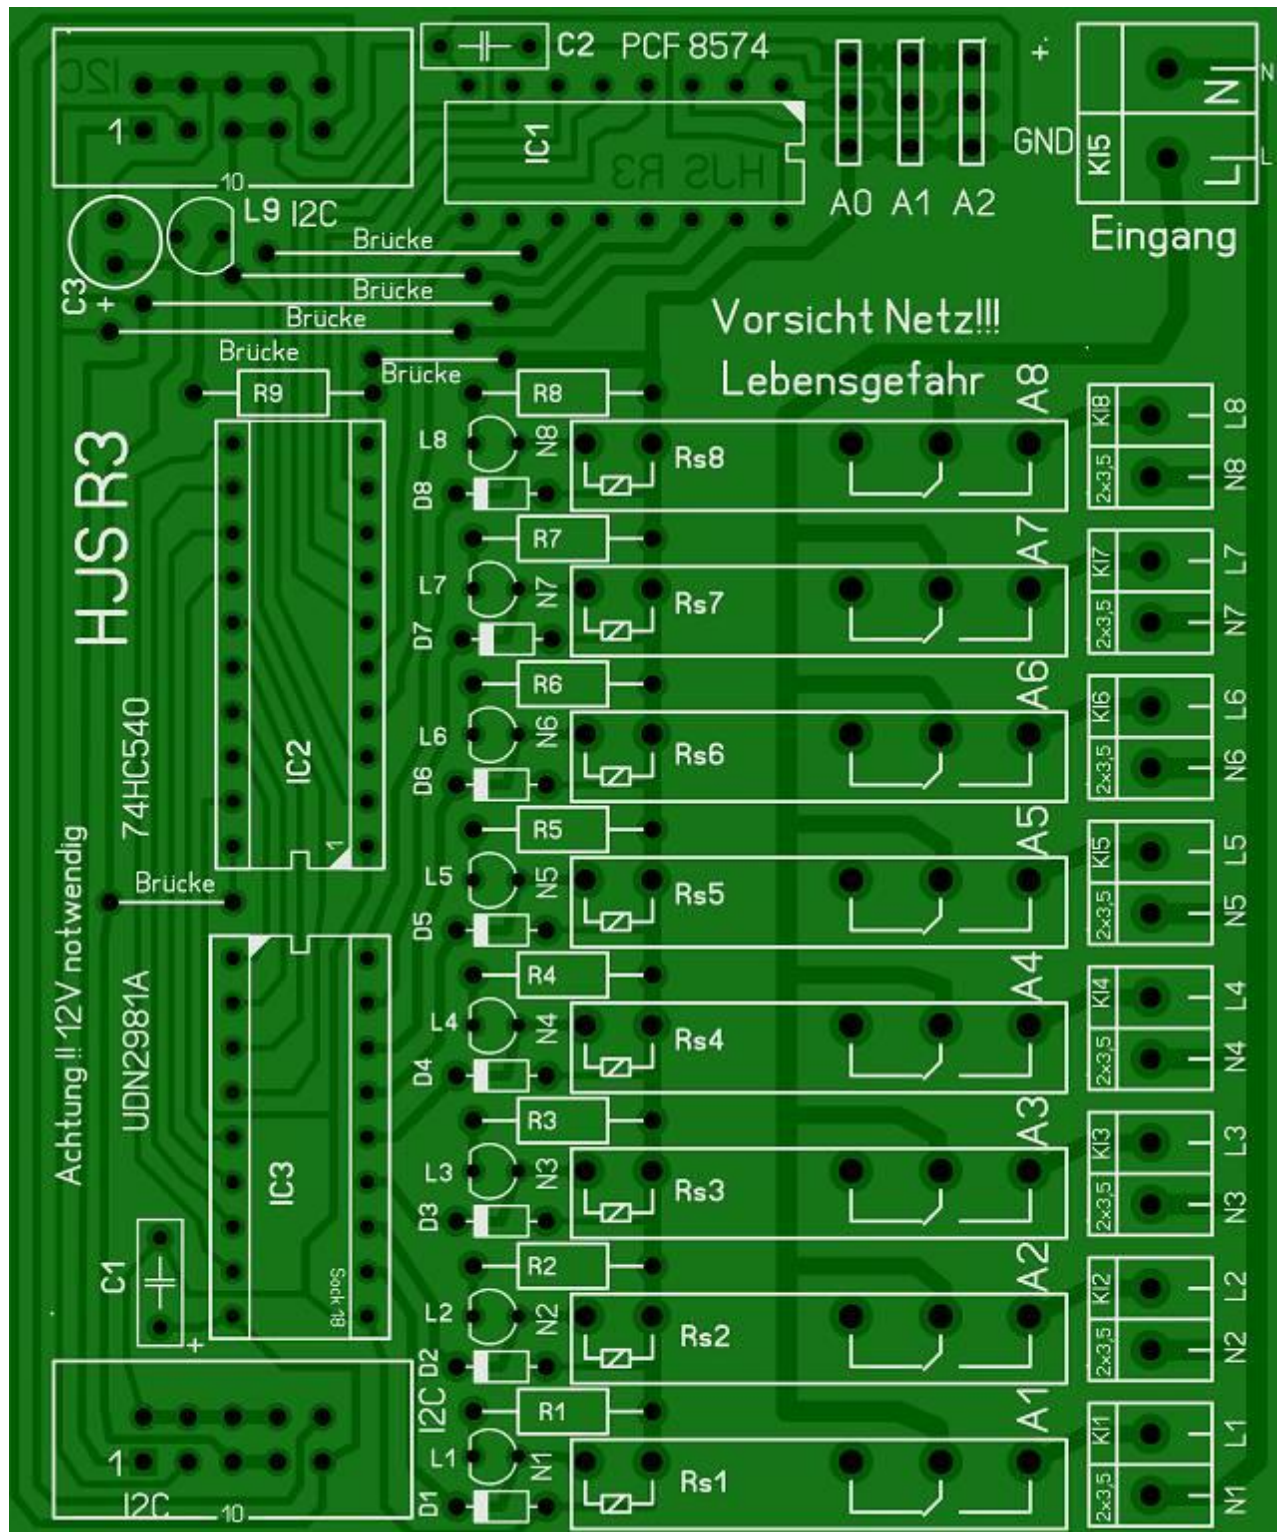 C2 PCF 8574
I2C
1
10
IC1
HJS R3
+
GND
A0 A1 A2
N
N
L
L
Kl5
Eingang
L9 I2C
C3
+
Brücke
Brücke
Brücke
Brücke
Brücke
Vorsicht Netz!!!
Lebensgefahr
HJS R3
74HC540
Achtung!! 12V notwendig
UDN2981A
R9
IC2
1
Brücke
IC3
Sock 18
C1
+
I2C
1
I2C
10
R8
L8
N8
D8
Rs8
A8
Kl8
2x3,5
L8
N8
R7
L7
N7
D7
Rs7
A7
Kl7
2x3,5
L7
N7
R6
L6
N6
D6
Rs6
A6
Kl6
2x3,5
L6
N6
R5
L5
N5
D5
Rs5
A5
Kl5
2x3,5
L5
N5
R4
L4
N4
D4
Rs4
A4
Kl4
2x3,5
L4
N4
R3
L3
N3
D3
Rs3
A3
Kl3
2x3,5
L3
N3
R2
L2
N2
D2
Rs2
A2
Kl2
2x3,5
L2
N2
R1
L1
N1
D1
Rs1
A1
Kl1
2x3,5
L1
N1